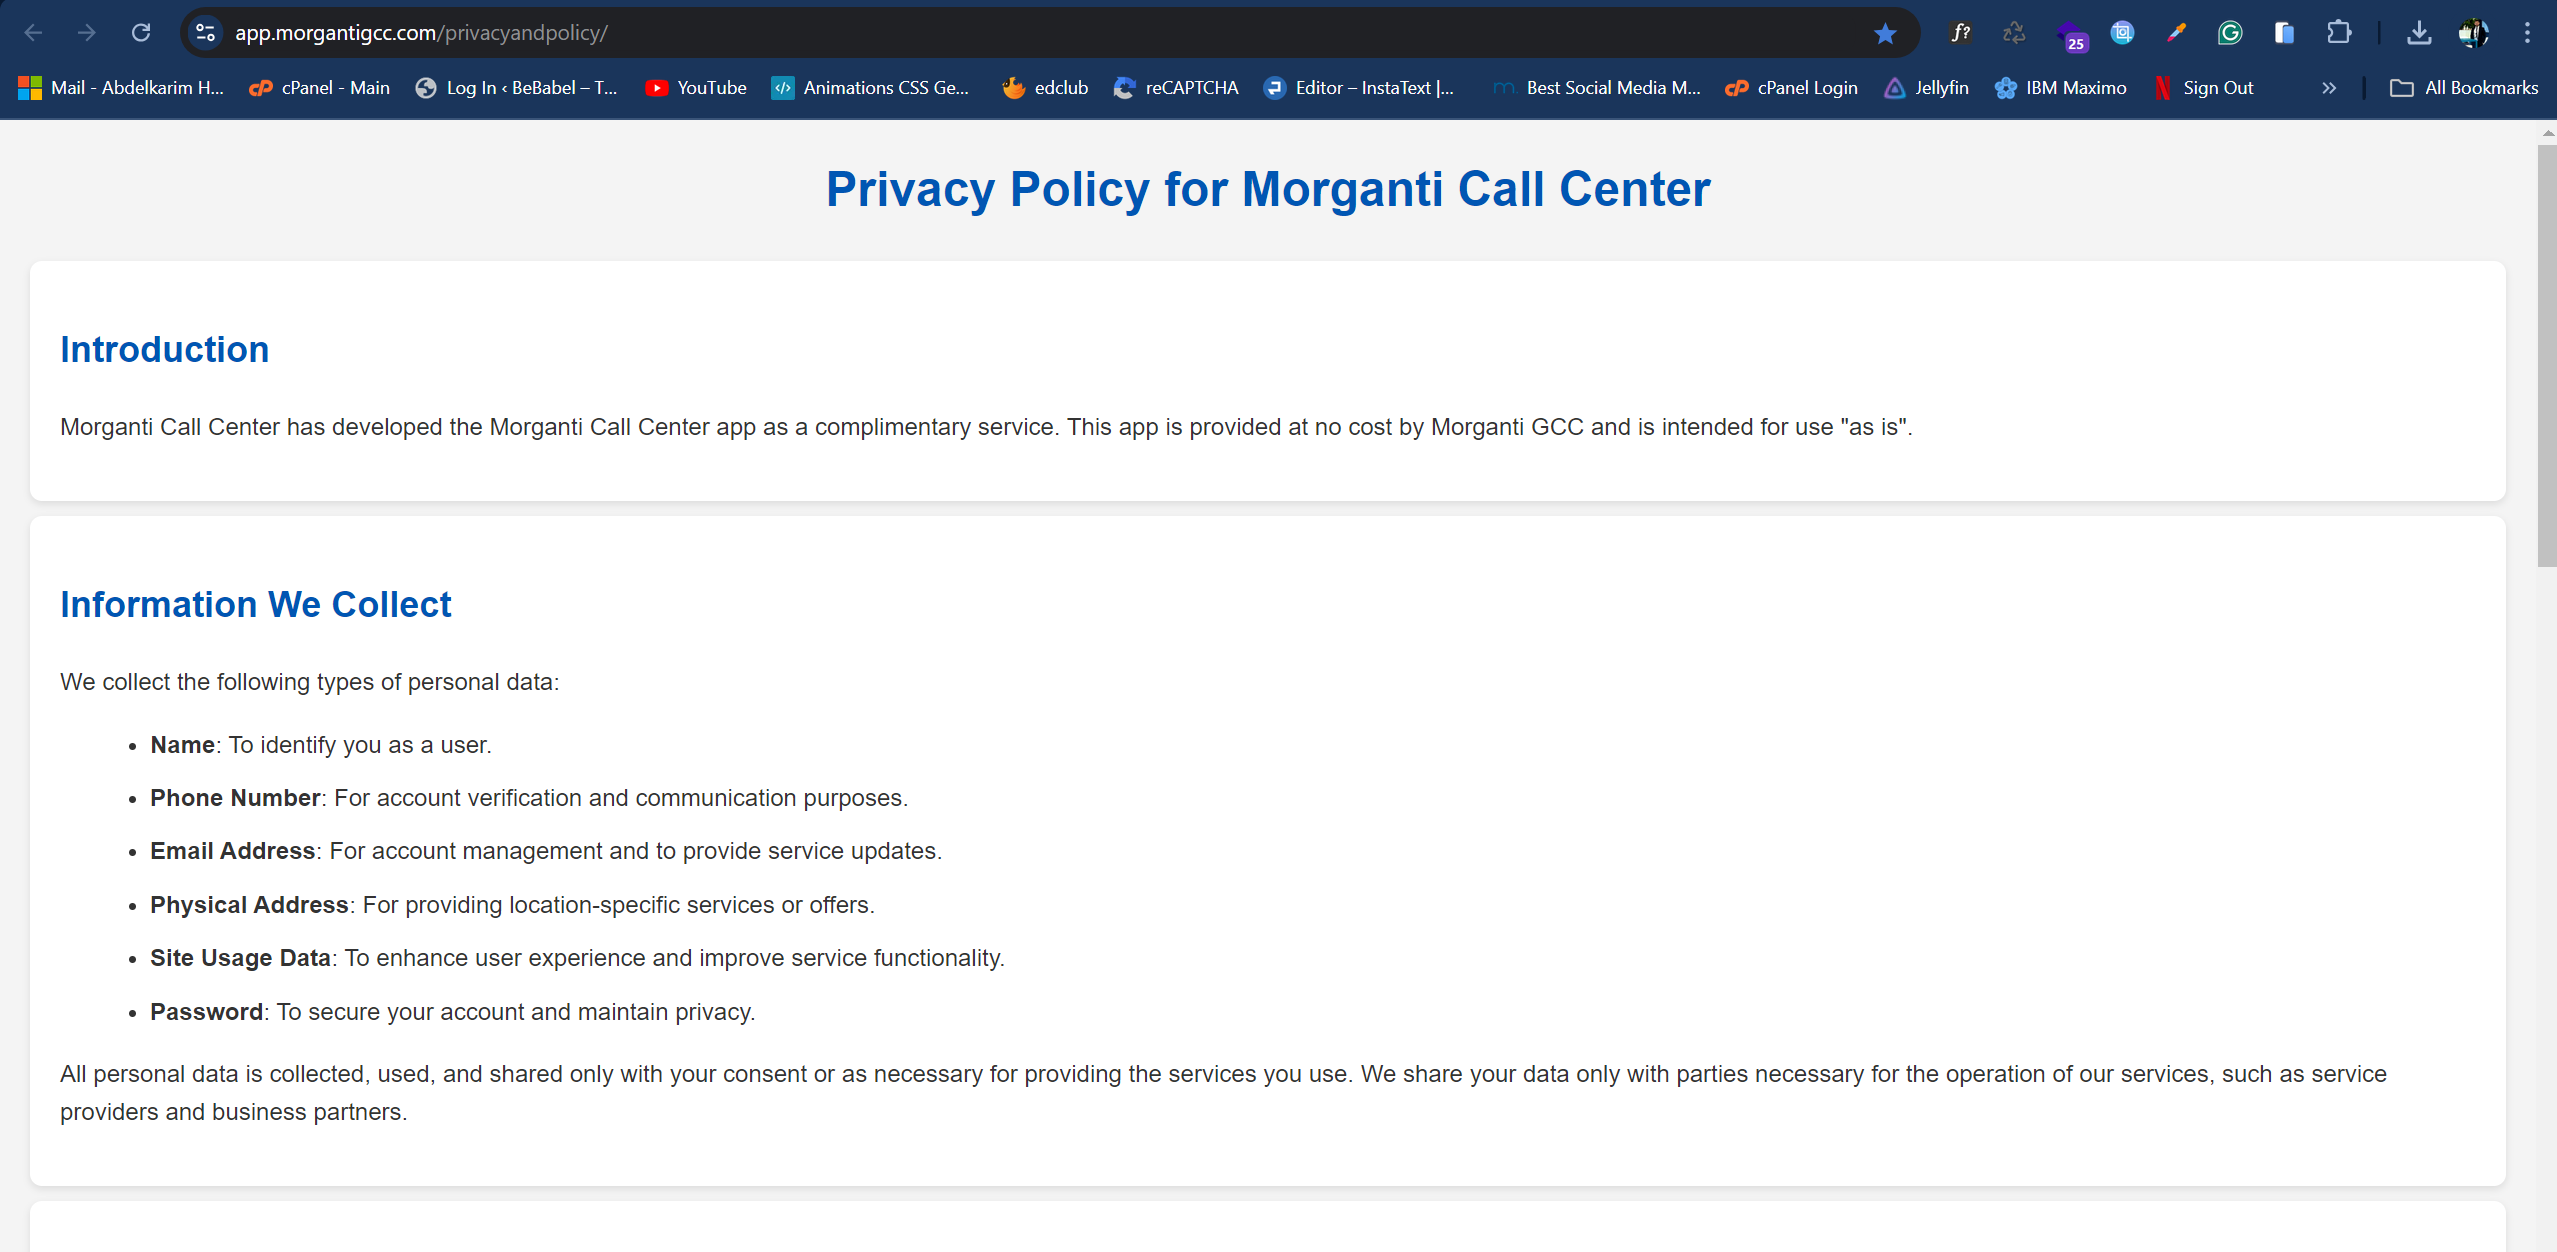 app.morgantigcc.com/privacyandpolicy/
f?
25
Mail - Abdelkarim H... cPanel - Main Log In ‹ BeBabel – T... YouTube Animations CSS Ge... edclub reCAPTCHA Editor – InstaText |... Best Social Media M... cPanel Login Jellyfin IBM Maximo Sign Out » All Bookmarks
Privacy Policy for Morganti Call Center
Introduction
Morganti Call Center has developed the Morganti Call Center app as a complimentary service. This app is provided at no cost by Morganti GCC and is intended for use "as is".
Information We Collect
We collect the following types of personal data:
• Name: To identify you as a user.
• Phone Number: For account verification and communication purposes.
• Email Address: For account management and to provide service updates.
• Physical Address: For providing location-specific services or offers.
• Site Usage Data: To enhance user experience and improve service functionality.
• Password: To secure your account and maintain privacy.
All personal data is collected, used, and shared only with your consent or as necessary for providing the services you use. We share your data only with parties necessary for the operation of our services, such as service
providers and business partners.